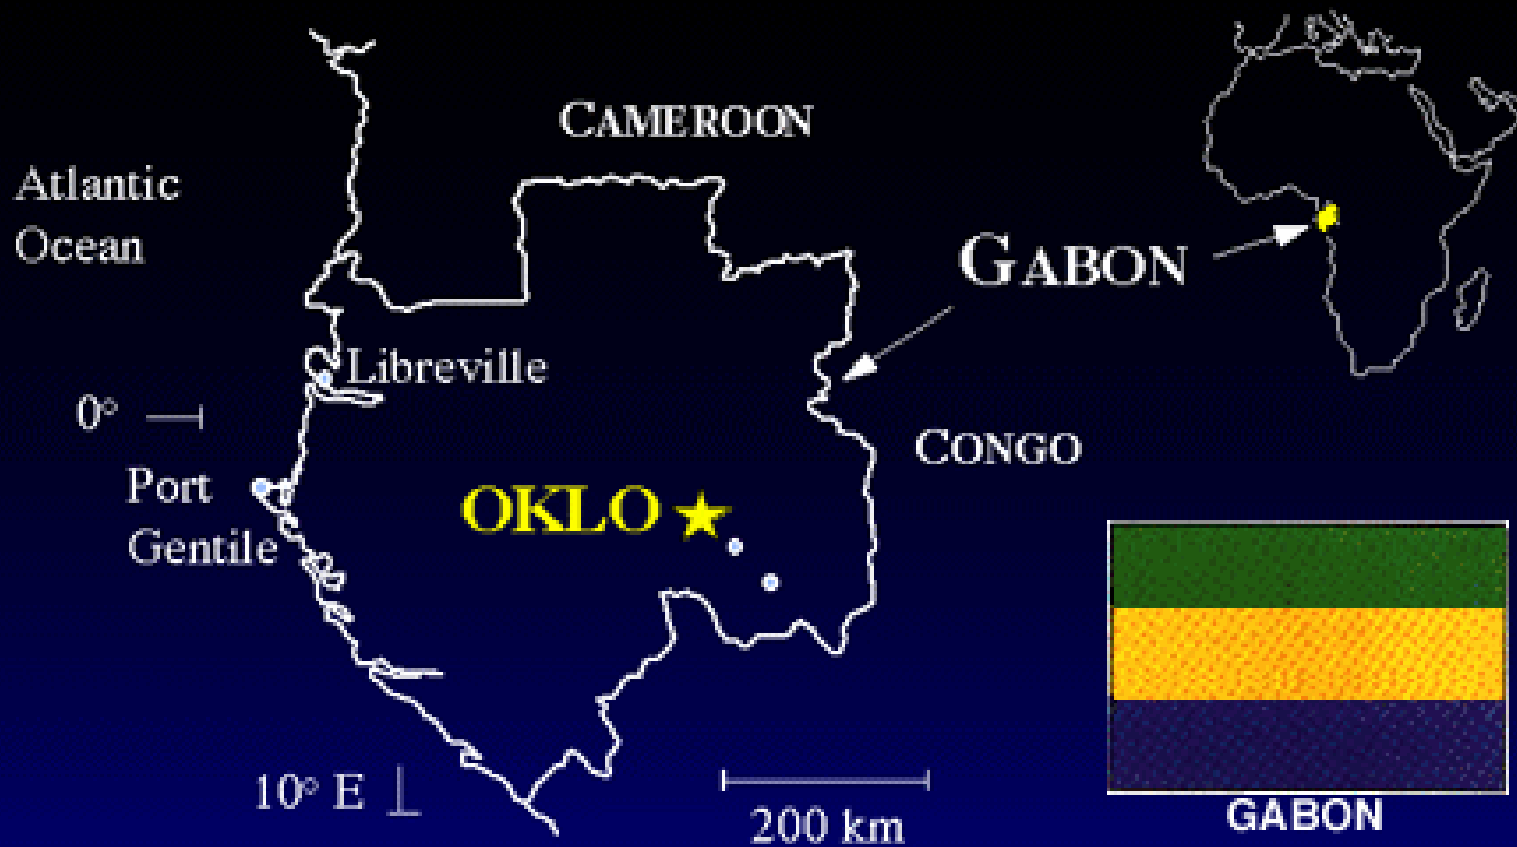 CAMEROON
Atlantic
Ocean
GABON
Libreville
0°
CONGO
Port
Gentile
OKLO
10° E
200 km
GABON